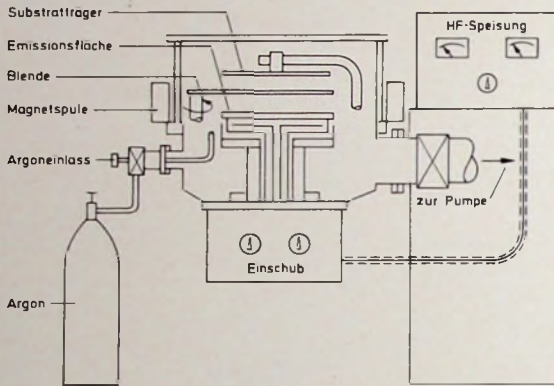 Substratträger
Emissionsfläche
Blende
Magnetspule
Argoneinlass
Argon
HF-Speisung
zur Pumpe
Einschub